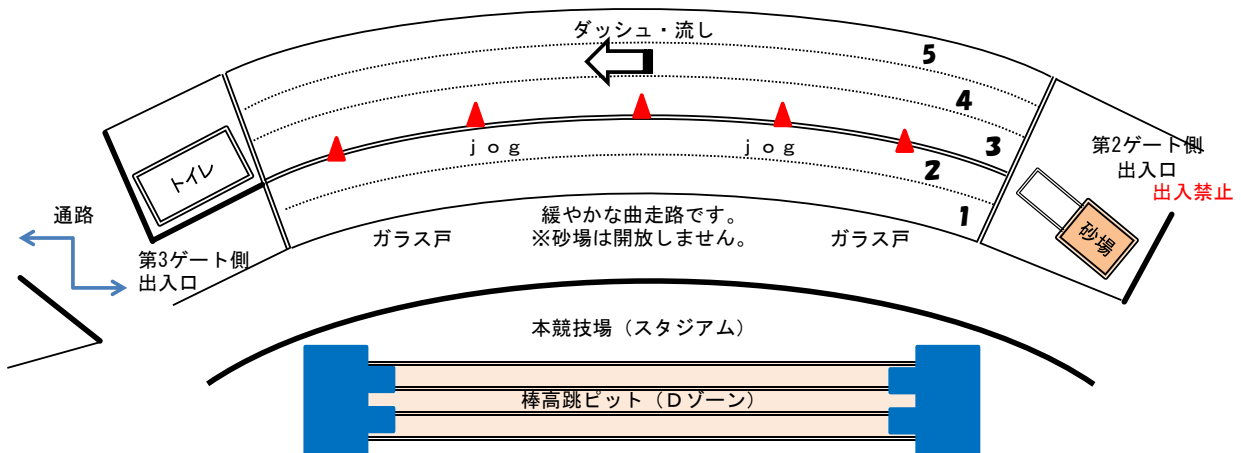 ダッシュ・流し
5
4
3
2
1
ｊｏｇ
ｊｏｇ
トイレ
通路
第3ゲート側
出入口
ガラス戸
緩やかな曲走路です。
※砂場は開放しません。
ガラス戸
第2ゲート側
出入口
出入禁止
砂場
本競技場（スタジアム）
棒高跳ピット（Ｄゾーン）